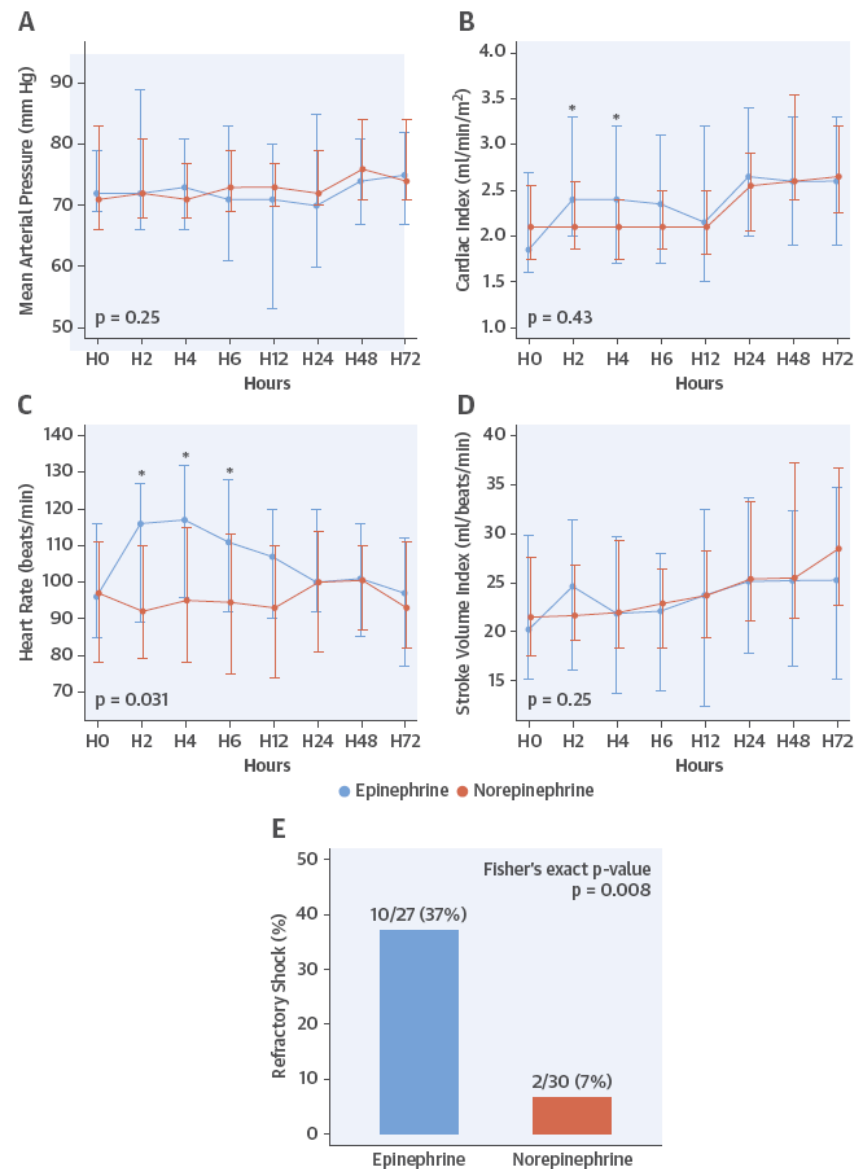 A
Mean Arterial Pressure (mm Hg)
90
80
70
60
50
p = 0.25
H0 H2 H4 H6 H12 H24 H48 H72
Hours
B
Cardiac Index (ml/min/m²)
4.0
3.5
3.0
2.5
2.0
1.5
1.0
* *
p = 0.43
H0 H2 H4 H6 H12 H24 H48 H72
Hours
C
Heart Rate (beats/min)
140
130
120
110
100
90
80
70
* * *
p = 0.031
H0 H2 H4 H6 H12 H24 H48 H72
Hours
D
Stroke Volume Index (ml/beats/min)
40
35
30
25
20
15
p = 0.25
H0 H2 H4 H6 H12 H24 H48 H72
Hours
Epinephrine Norepinephrine
E
Refractory Shock (%)
50
40
30
20
10
0
Fisher's exact p-value
p = 0.008
10/27 (37%)
2/30 (7%)
Epinephrine Norepinephrine